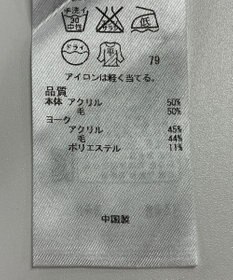 手洗イ
30
中性
低
ドライ
79
アイロンは軽く当てる。
品質
本体 アクリル 50%
毛 50%
ヨーク
アクリル 45%
毛 44%
ポリエステル 11%
中国製